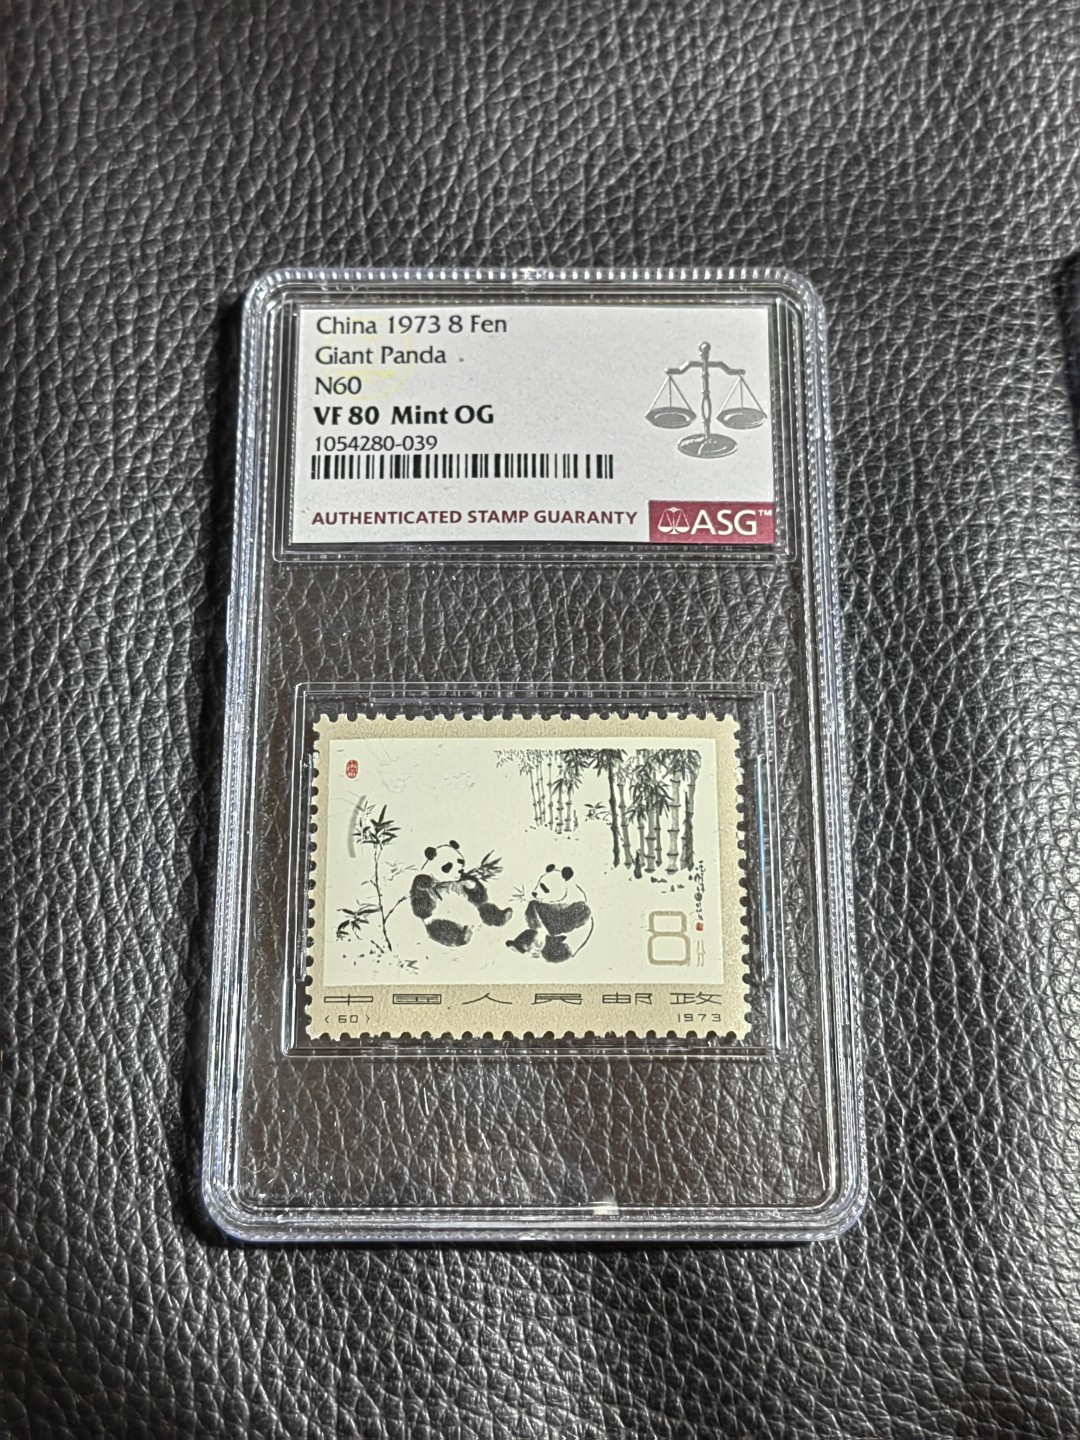 China 1973 8 Fen
Giant Panda
N60
VF 80 Mint OG
1054280-039
AUTHENTICATED STAMP GUARANTY ASG™
8分
中国人民邮政
(60) 1973